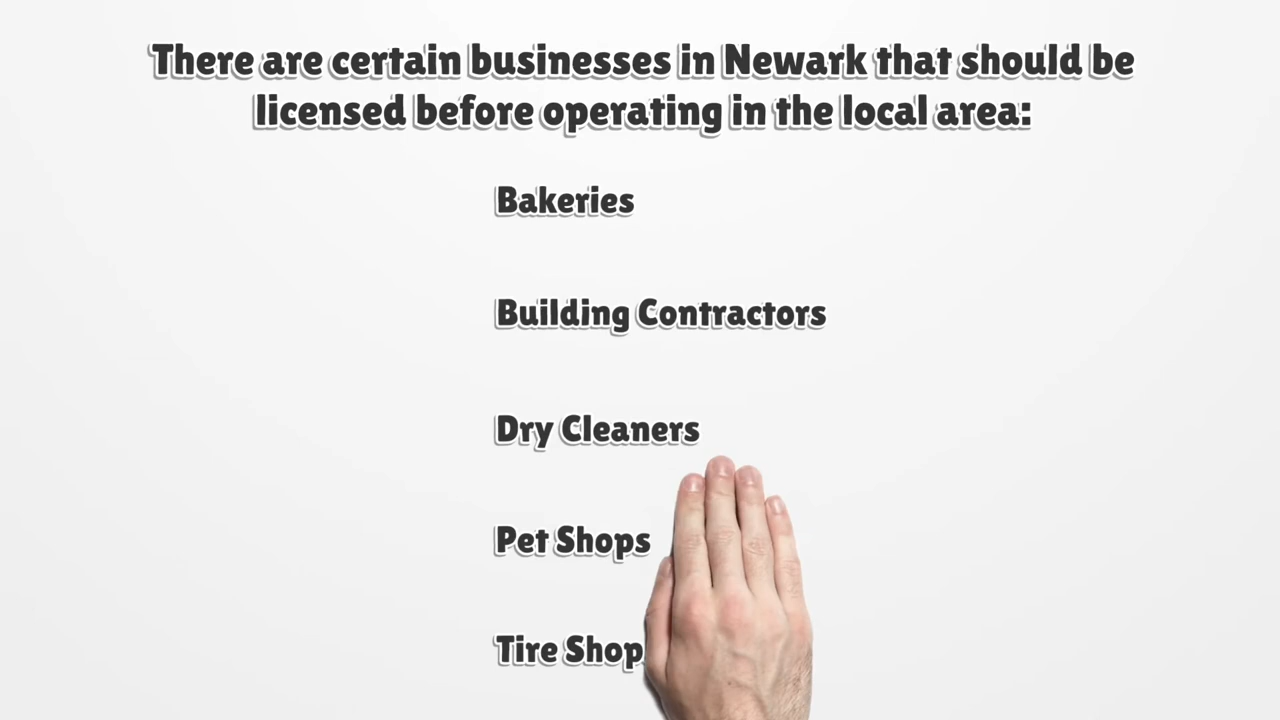 There are certain businesses in Newark that should be
licensed before operating in the local area:
Bakeries
Building Contractors
Dry Cleaners
Pet Shops
Tire Shop